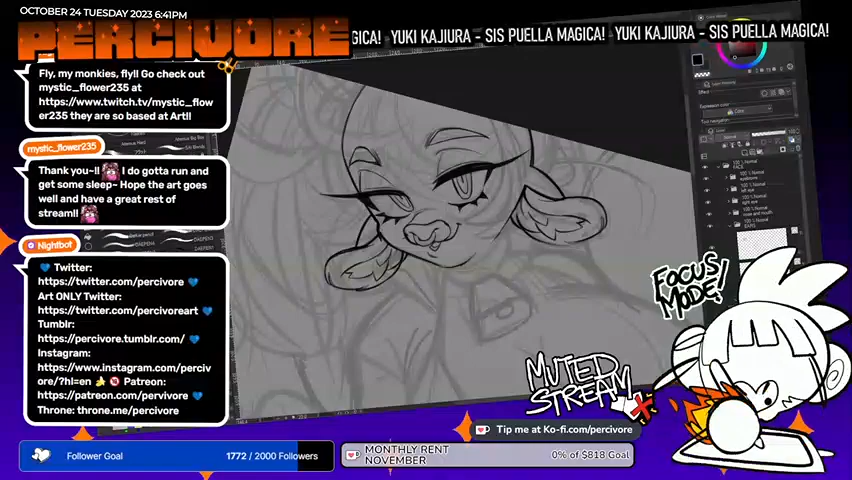 OCTOBER 24 TUESDAY 2023 6:41PM
PERCIVORE
GICA! YUKI KAJIURA - SIS PUELLA MAGICA! YUKI KAJIURA - SIS PUELLA MAGICA!
Fly, my monkies, fly!! Go check out
mystic_flower235 at
https://www.twitch.tv/mystic_flow
er235 they are so based at Art!!
mystic_flower235
Thank you~!! I do gotta run and
get some sleep- Hope the art goes
well and have a great rest of
stream!!
Nightbot
Twitter:
https://twitter.com/percivore
Art ONLY Twitter:
https://twitter.com/percivoreart
Tumblr:
https://percivore.tumblr.com/
Instagram:
https://www.instagram.com/perciv
ore/?hl=en Patreon:
https://patreon.com/pervivore
Throne: throne.me/percivore
FOCUS
MODE!
MUTED
STREAM
Tip me at Ko-fi.com/percivore
Follower Goal
1772 / 2000 Followers
MONTHLY RENT
NOVEMBER
0% of $818 Goal